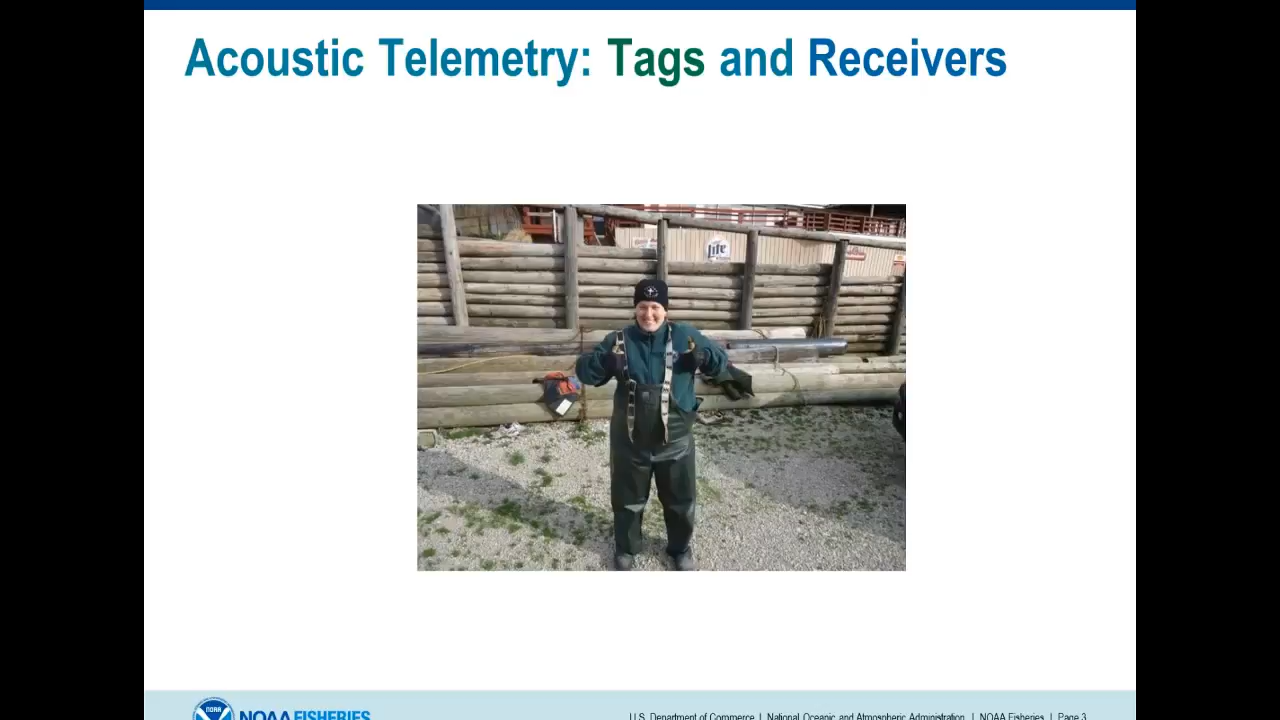 Acoustic Telemetry: Tags and Receivers
Lite
NOAA
NOAA FISHERIES
U.S. Department of Commerce | National Oceanic and Atmospheric Administration | NOAA Fisheries | Page 3